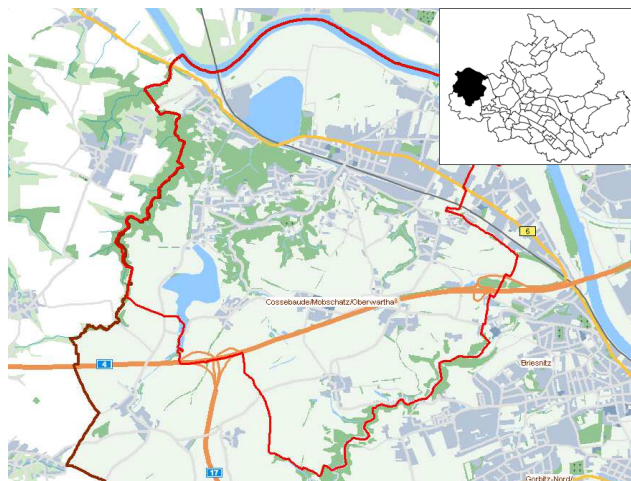 6
Cossebaude/Mobschatz/Oberwartha
4
Briesnitz
17
Gorbitz-Nord/